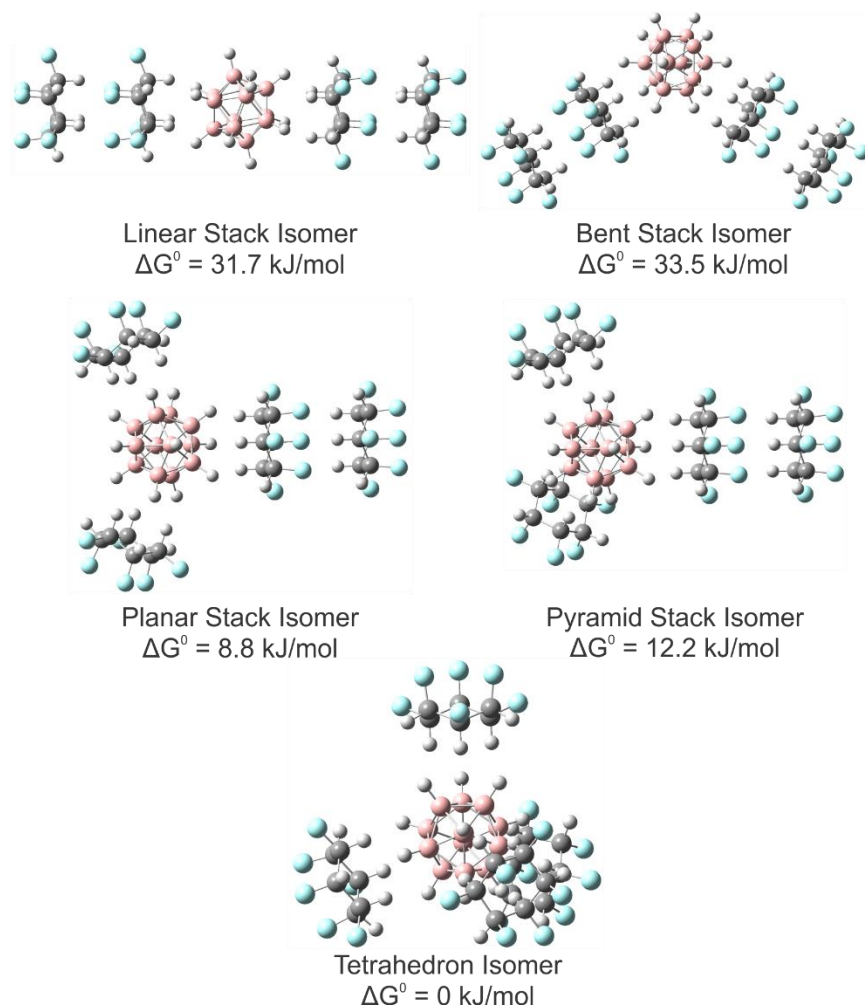 Linear Stack Isomer
ΔG⁰ = 31.7 kJ/mol
Bent Stack Isomer
ΔG⁰ = 33.5 kJ/mol
Planar Stack Isomer
ΔG⁰ = 8.8 kJ/mol
Pyramid Stack Isomer
ΔG⁰ = 12.2 kJ/mol
Tetrahedron Isomer
ΔG⁰ = 0 kJ/mol